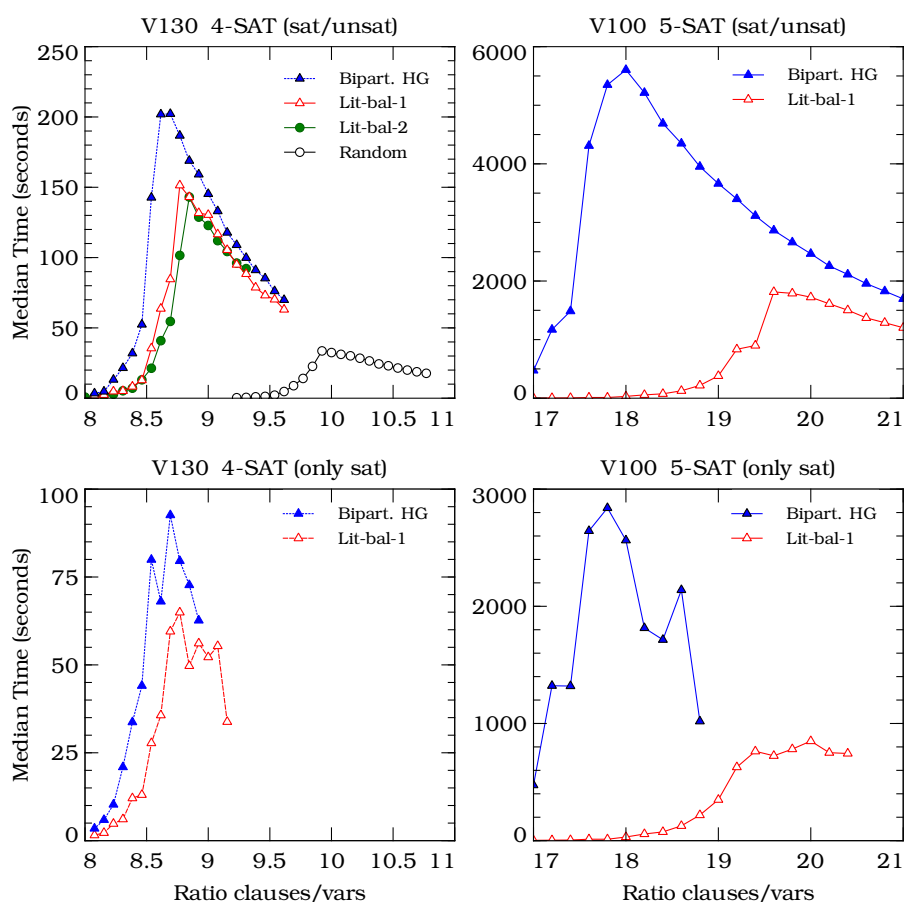 V130 4-SAT (sat/unsat)
250
200
150
100
50
0
8
8.5
9
9.5
10
10.5
11
Median Time (seconds)
Bipart. HG
Lit-bal-1
Lit-bal-2
Random
V100 5-SAT (sat/unsat)
6000
4000
2000
0
17
18
19
20
21
Bipart. HG
Lit-bal-1
V130 4-SAT (only sat)
100
75
50
25
0
8
8.5
9
9.5
10
10.5
11
Median Time (seconds)
Ratio clauses/vars
Bipart. HG
Lit-bal-1
V100 5-SAT (only sat)
3000
2000
1000
0
17
18
19
20
21
Ratio clauses/vars
Bipart. HG
Lit-bal-1